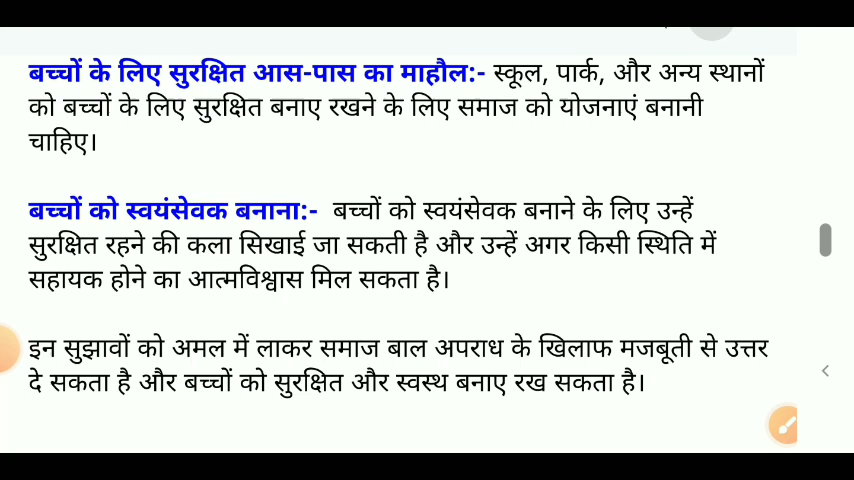 बच्चों के लिए सुरक्षित आस-पास का माहौल:- स्कूल, पार्क, और अन्य स्थानों
को बच्चों के लिए सुरक्षित बनाए रखने के लिए समाज को योजनाएं बनानी
चाहिए।
बच्चों को स्वयंसेवक बनाना:- बच्चों को स्वयंसेवक बनाने के लिए उन्हें
सुरक्षित रहने की कला सिखाई जा सकती है और उन्हें अगर किसी स्थिति में
सहायक होने का आत्मविश्वास मिल सकता है।
इन सुझावों को अमल में लाकर समाज बाल अपराध के खिलाफ मजबूती से उत्तर
दे सकता है और बच्चों को सुरक्षित और स्वस्थ बनाए रख सकता है।